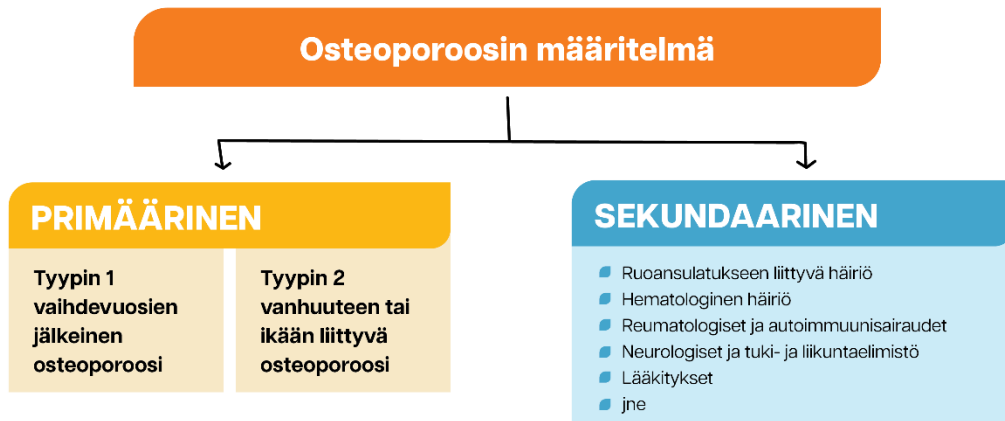 Osteoporoosin määritelmä
PRIMÄÄRINEN
Tyypin 1
vaihdevuosien
jälkeinen
osteoporoosi
Tyypin 2
vanhuuteen tai
ikään liittyvä
osteoporoosi
SEKUNDAARINEN
Ruoansulatukseen liittyvä häiriö
Hematologinen häiriö
Reumatologiset ja autoimmuunisairaudet
Neurologiset ja tuki- ja liikuntaelimistö
Lääkitykset
jne